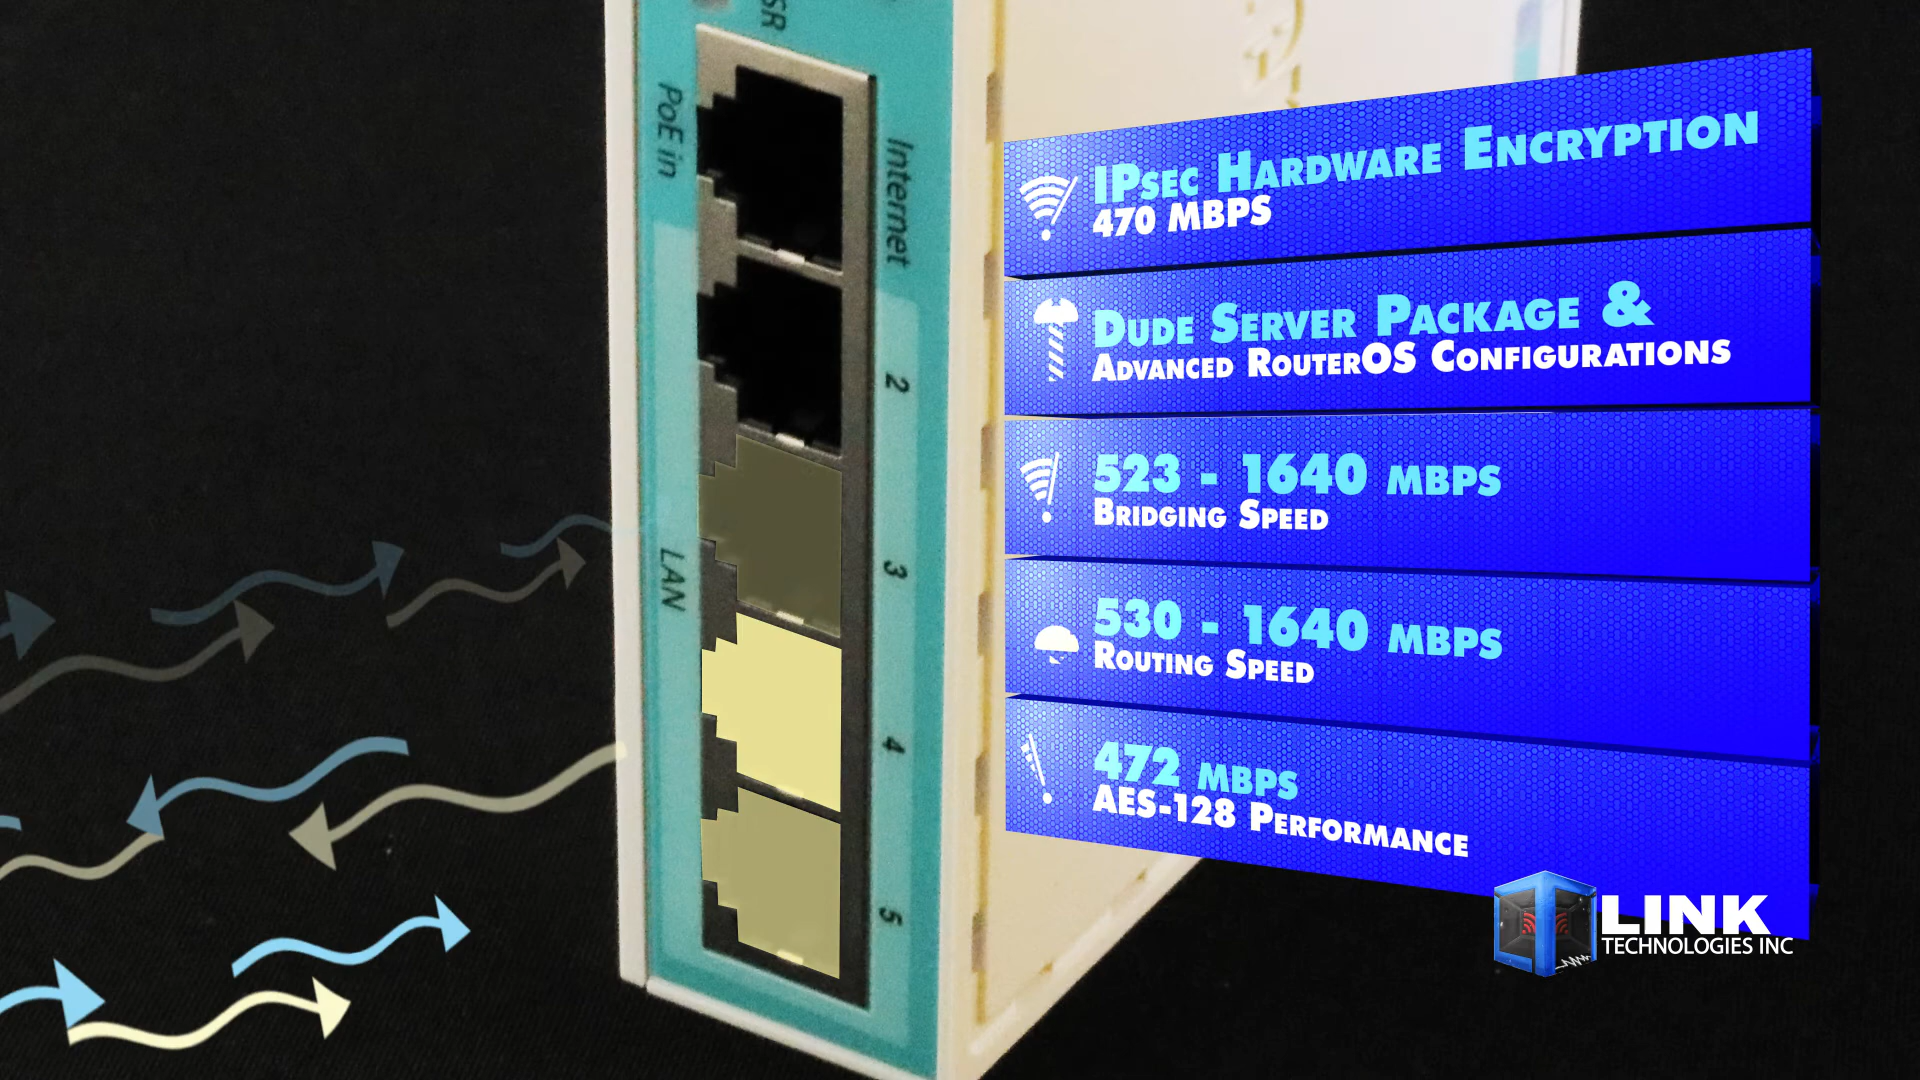 SR
PoE in
Internet
2
3
LAN
4
5
IPsec Hardware Encryption
470 MBPS
Dude Server Package &
Advanced RouterOS Configurations
523 - 1640 MBPS
Bridging Speed
530 - 1640 MBPS
Routing Speed
472 MBPS
AES-128 Performance
LINK
TECHNOLOGIES INC